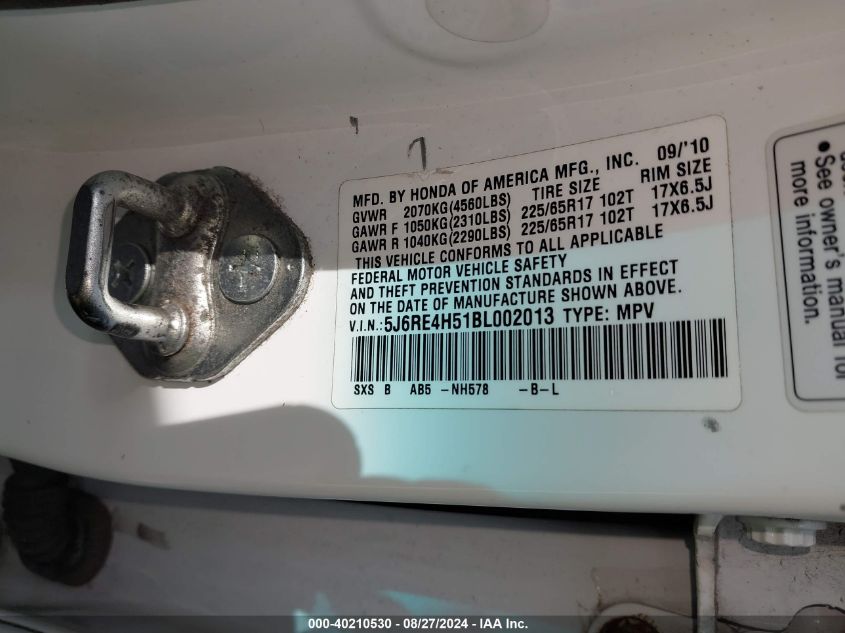 7
MFD. BY HONDA OF AMERICA MFG., INC. 09/'10
GVWR 2070KG(4560LBS) TIRE SIZE RIM SIZE
GAWR F 1050KG(2310LBS) 225/65R17 102T 17X6.5J
GAWR R 1040KG(2290LBS) 225/65R17 102T 17X6.5J
THIS VEHICLE CONFORMS TO ALL APPLICABLE
FEDERAL MOTOR VEHICLE SAFETY
AND THEFT PREVENTION STANDARDS IN EFFECT
ON THE DATE OF MANUFACTURE SHOWN ABOVE.
V.I.N.:5J6RE4H51BL002013 TYPE: MPV
SXS B AB5 -NH578 -B-L
•See owner's manual for
more information.
000-40210530 - 08/27/2024 - IAA Inc.